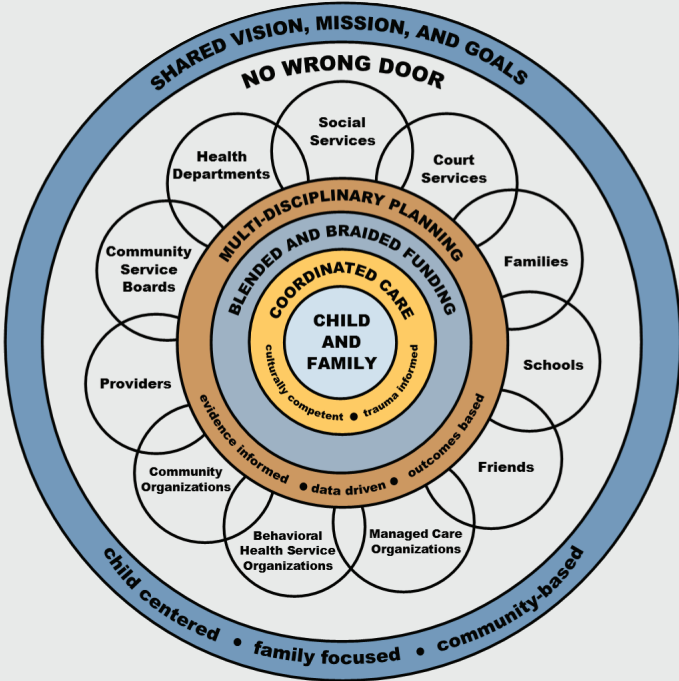 SHARED VISION, MISSION, AND GOALS
NO WRONG DOOR
Social
Services
Health
Departments
Court
Services
MULTI-DISCIPLINARY PLANNING
BLENDED AND BRAIDED FUNDING
Community
Service
Boards
Families
COORDINATED CARE
CHILD
AND
FAMILY
culturally competent • trauma informed
Providers
Schools
evidence informed • data driven • outcomes based
Community
Organizations
Friends
Behavioral
Health Service
Organizations
Managed Care
Organizations
child centered • family focused • community-based